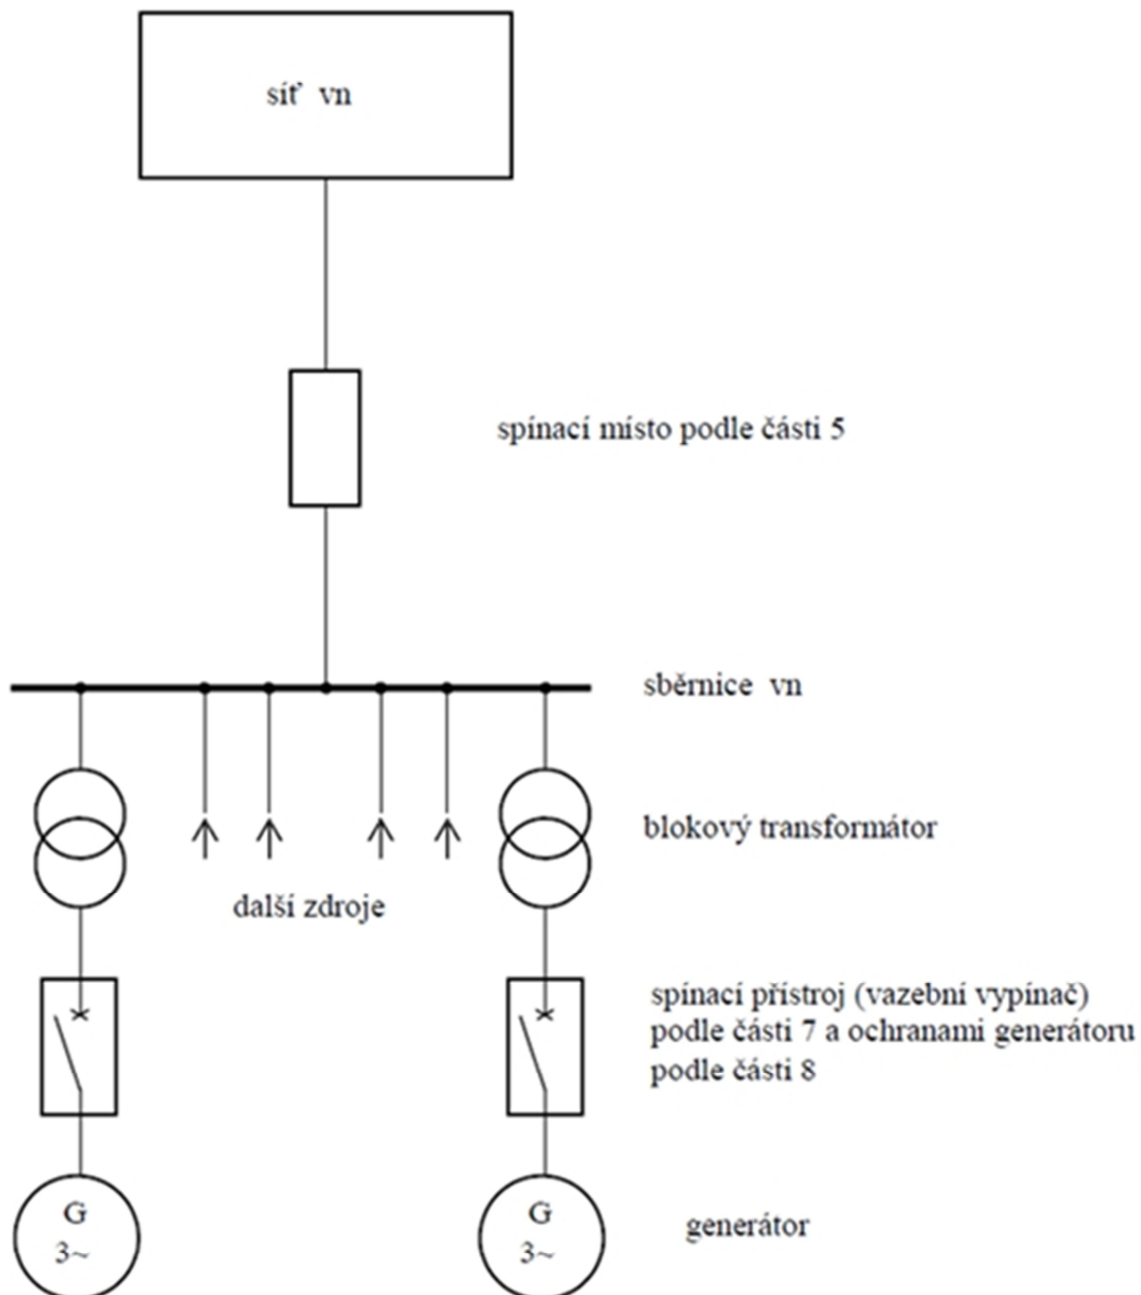 síť vn
spínací místo podle části 5
sběrnice vn
blokový transformátor
další zdroje
spínací přístroj (vazební vypínač)
podle části 7 a ochranami generátoru
podle části 8
G
3~
G
3~
generátor